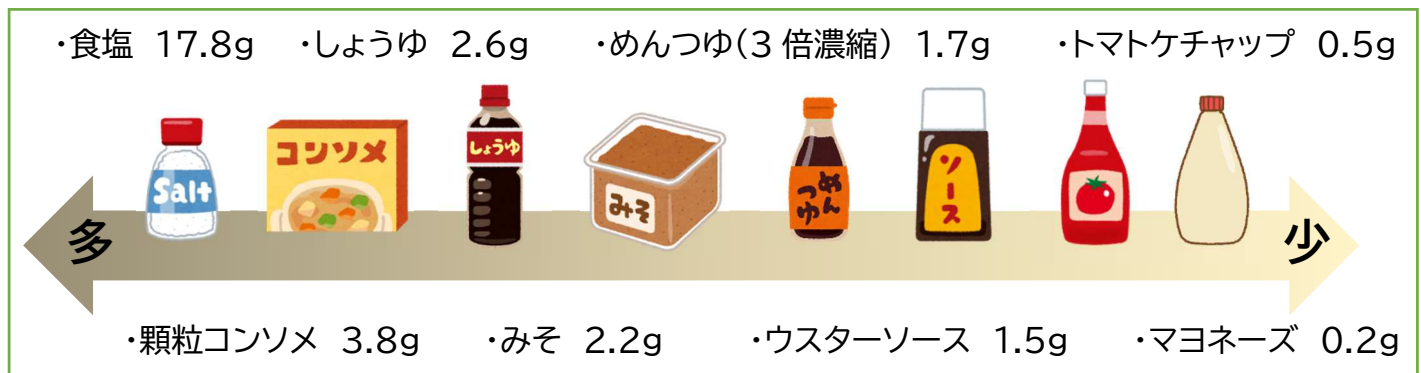 ・食塩 17.8g ・しょうゆ 2.6g ・めんつゆ(3倍濃縮) 1.7g ・トマトケチャップ 0.5g
Salt
コンソメ
しょうゆ
みそ
めんつゆ
ソース
多
少
・顆粒コンソメ 3.8g ・みそ 2.2g ・ウスターソース 1.5g ・マヨネーズ 0.2g